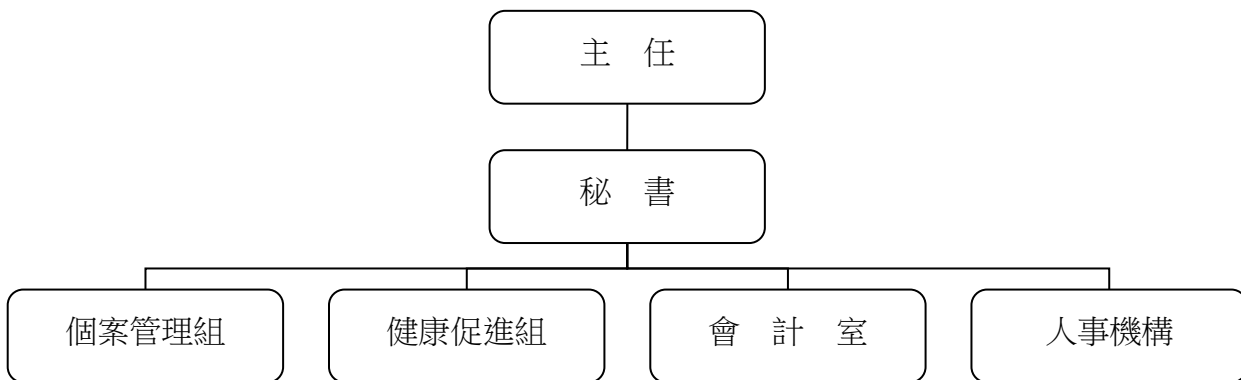 主　任
秘　書
個案管理組
健康促進組
會　計　室
人事機構